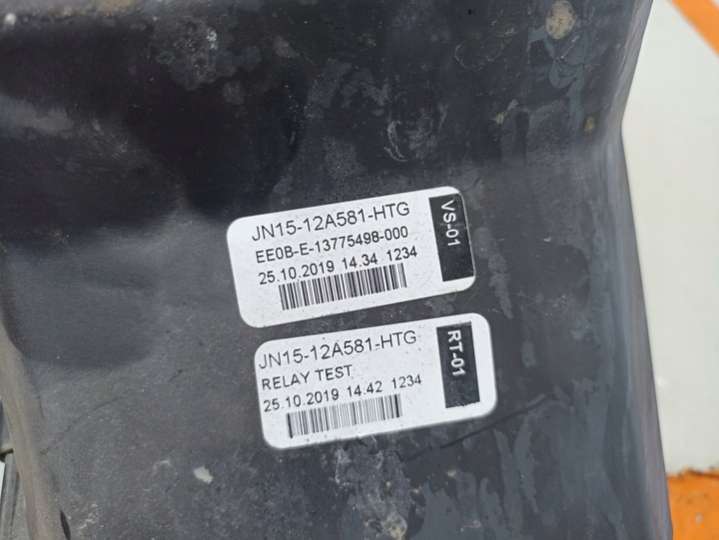 JN15-12A581-HTG
EE0B-E-13775498-000
25.10.2019 14.34 1234
VS-01
JN15-12A581-HTG
RELAY TEST
25.10.2019 14.42 1234
RT-01